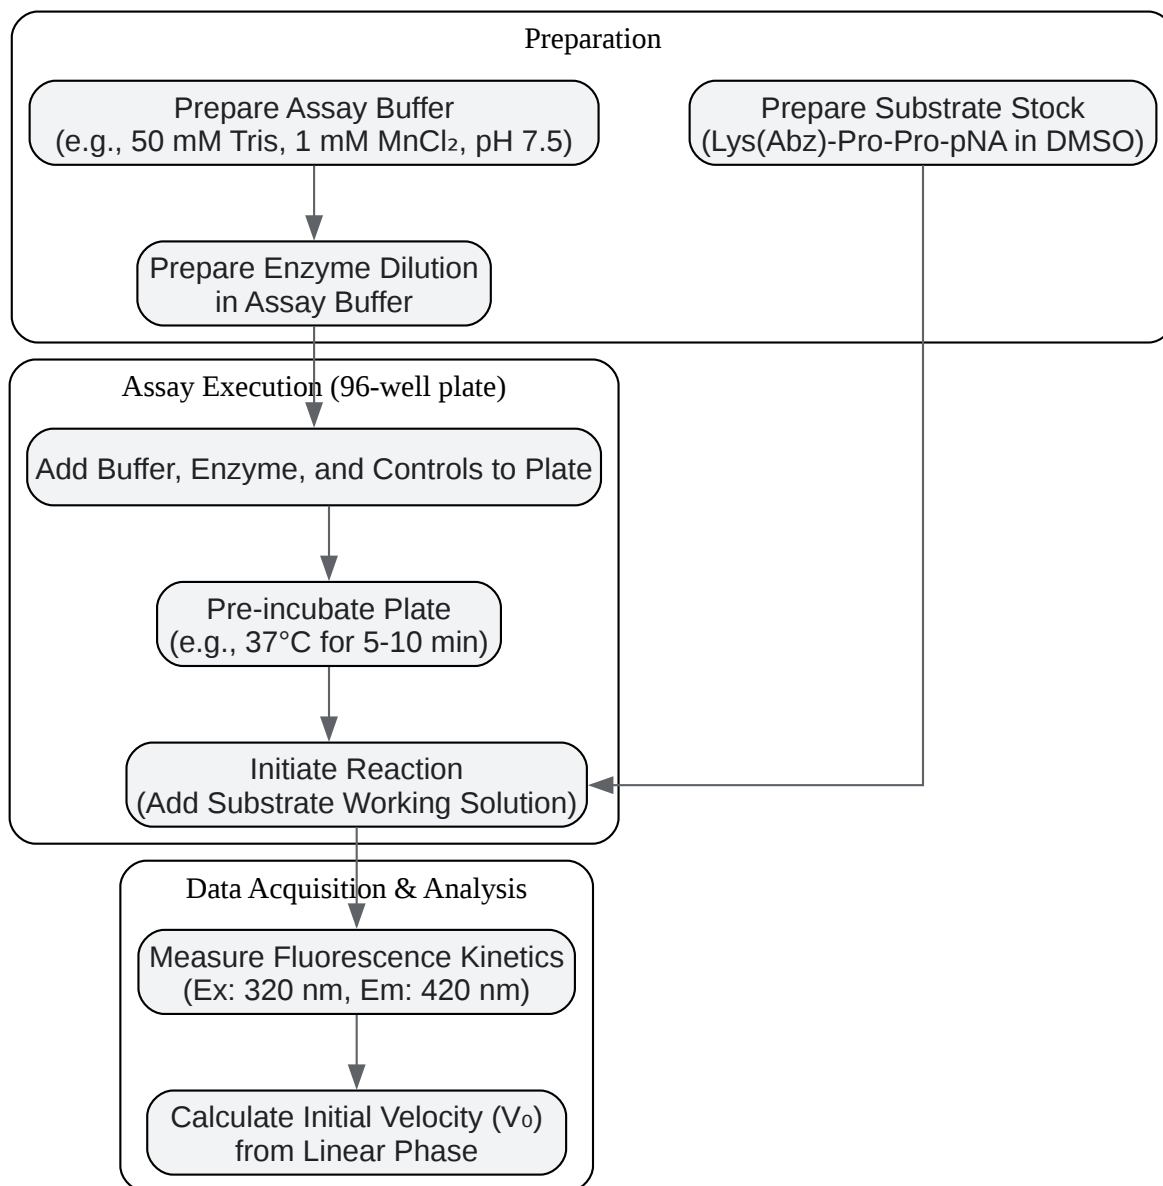 Preparation
Prepare Assay Buffer
(e.g., 50 mM Tris, 1 mM MnCl₂, pH 7.5)
Prepare Substrate Stock
(Lys(Abz)-Pro-Pro-pNA in DMSO)
Prepare Enzyme Dilution
in Assay Buffer
Assay Execution (96-well plate)
Add Buffer, Enzyme, and Controls to Plate
Pre-incubate Plate
(e.g., 37°C for 5-10 min)
Initiate Reaction
(Add Substrate Working Solution)
Data Acquisition & Analysis
Measure Fluorescence Kinetics
(Ex: 320 nm, Em: 420 nm)
Calculate Initial Velocity (V₀)
from Linear Phase